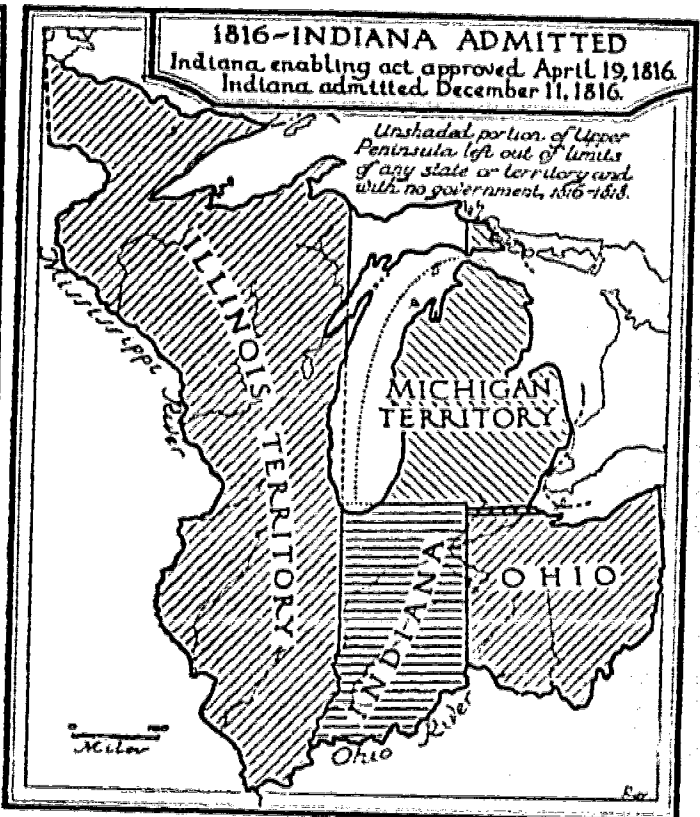 1816-INDIANA ADMITTED
Indiana enabling act approved April 19, 1816.
Indiana admitted December 11, 1816.
Unshaded portion of Upper
Peninsula left out of limits
of any state or territory and
with no government, 1816-1818.
ILLINOIS TERRITORY
Mississippi River
MICHIGAN
TERRITORY
INDIANA
OHIO
Ohio River
Miles